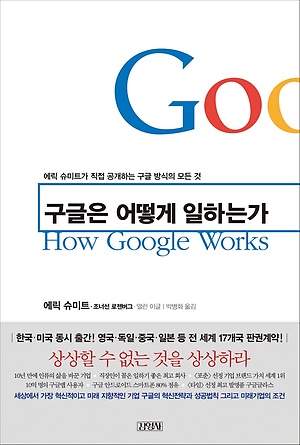 Goo
에릭 슈미트가 직접 공개하는 구글 방식의 모든 것
구글은 어떻게 일하는가
How Google Works
에릭 슈미트 · 조너선 로젠버그 · 앨런 이글 | 박병화 옮김
한국·미국 동시 출간! 영국·독일·중국·일본 등 전 세계 17개국 판권계약!
상상할 수 없는 것을 상상하라
10년 만에 인류의 삶을 바꾼 기업 * 직장인이 꼽은 일하기 좋은 최고 회사 * <포춘> 선정 기업 브랜드 가치 세계 1위
10억 명의 구글맵 사용자 * 구글 안드로이드 스마트폰 80% 점유 * <타임> 선정 최고 발명품 구글글라스
세상에서 가장 혁신적이고 미래 지향적인 기업 구글의 혁신전략과 성공법칙 그리고 미래기업의 조건
김영사